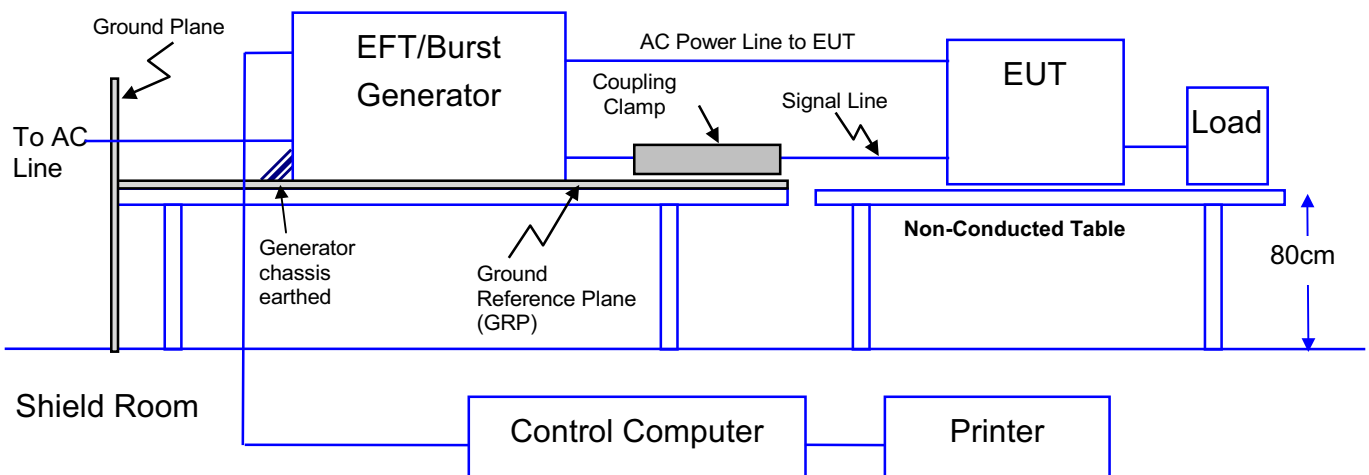 Ground Plane
EFT/Burst
Generator
AC Power Line to EUT
EUT
Coupling
Clamp
Signal Line
Load
To AC
Line
Non-Conducted Table
Generator
chassis
earthed
Ground
Reference Plane
(GRP)
80cm
Shield Room
Control Computer
Printer